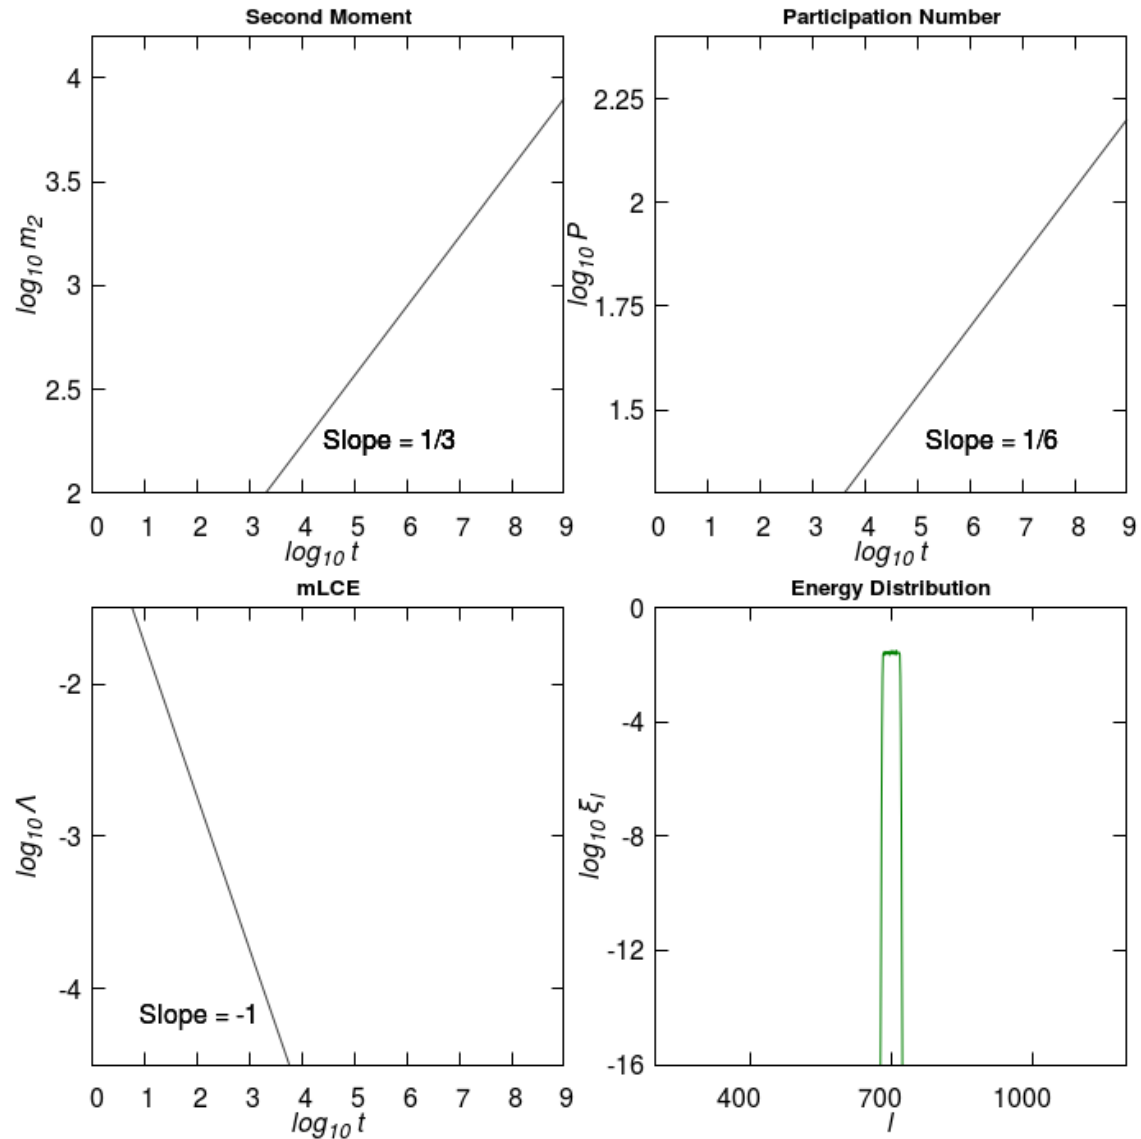 Second Moment
4
3.5
3
2.5
2
log10 m2
Slope = 1/3
0 1 2 3 4 5 6 7 8 9
log10 t
Participation Number
2.25
2
1.75
1.5
log10 P
Slope = 1/6
0 1 2 3 4 5 6 7 8 9
log10 t
mLCE
-2
-3
-4
log10 Λ
Slope = -1
0 1 2 3 4 5 6 7 8 9
log10 t
Energy Distribution
0
-4
-8
-12
-16
log10 ξl
400 700 1000
l